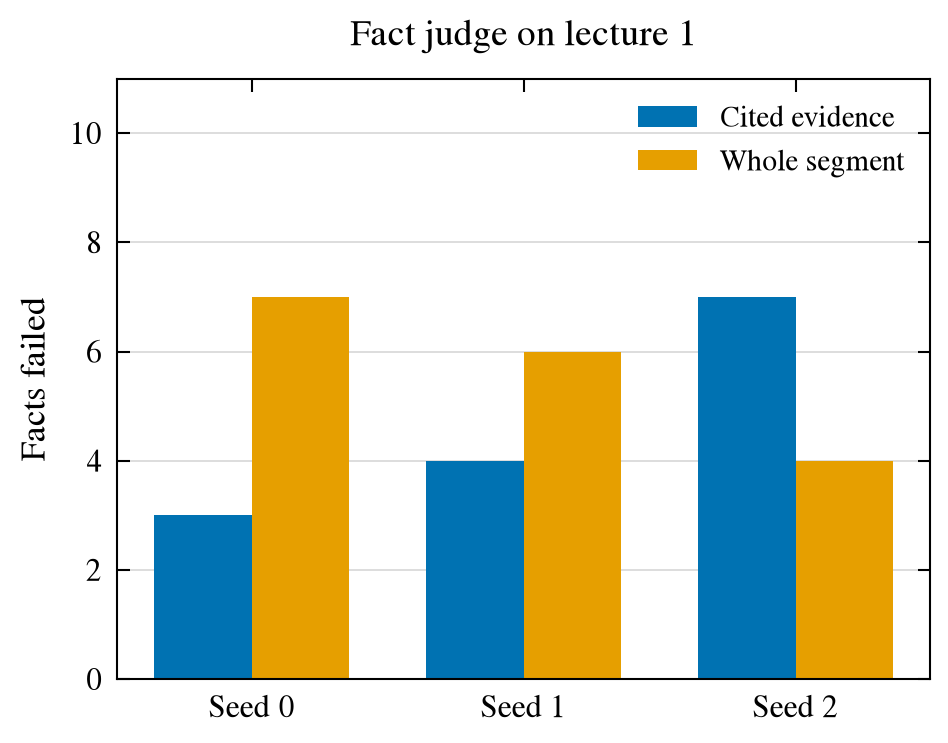 Fact judge on lecture 1
Cited evidence
Whole segment
Facts failed
10
8
6
4
2
0
Seed 0
Seed 1
Seed 2